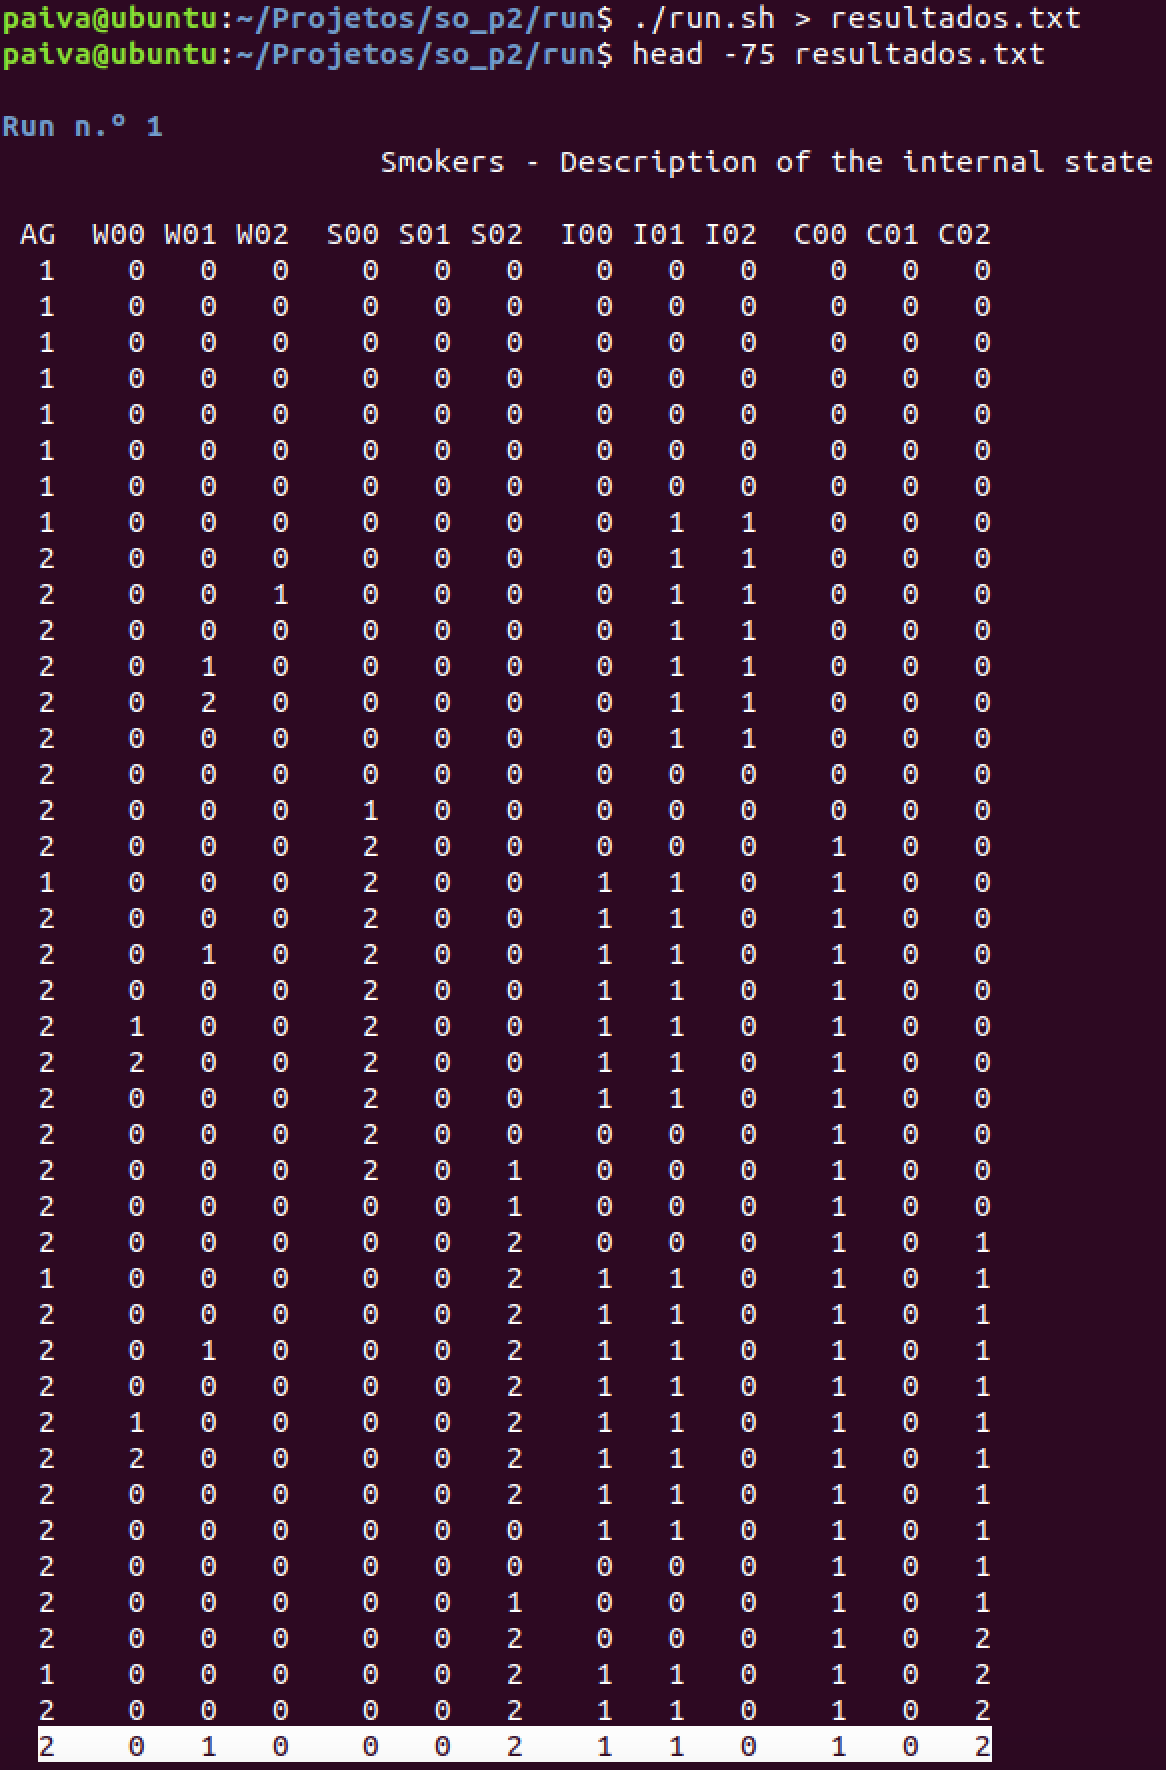 paiva@ubuntu:~/Projetos/so_p2/run$ ./run.sh > resultados.txt
paiva@ubuntu:~/Projetos/so_p2/run$ head -75 resultados.txt
Run n.º 1
Smokers - Description of the internal state
AG W00 W01 W02 S00 S01 S02 I00 I01 I02 C00 C01 C02
1 0 0 0 0 0 0 0 0 0 0 0 0
1 0 0 0 0 0 0 0 0 0 0 0 0
1 0 0 0 0 0 0 0 0 0 0 0 0
1 0 0 0 0 0 0 0 0 0 0 0 0
1 0 0 0 0 0 0 0 0 0 0 0 0
1 0 0 0 0 0 0 0 0 0 0 0 0
1 0 0 0 0 0 0 0 0 0 0 0 0
1 0 0 0 0 0 0 0 1 1 0 0 0
2 0 0 0 0 0 0 0 1 1 0 0 0
2 0 0 1 0 0 0 0 1 1 0 0 0
2 0 0 0 0 0 0 0 1 1 0 0 0
2 0 1 0 0 0 0 0 1 1 0 0 0
2 0 2 0 0 0 0 0 1 1 0 0 0
2 0 0 0 0 0 0 0 1 1 0 0 0
2 0 0 0 0 0 0 0 0 0 0 0 0
2 0 0 0 1 0 0 0 0 0 0 0 0
2 0 0 0 2 0 0 0 0 0 1 0 0
1 0 0 0 2 0 0 1 1 0 1 0 0
2 0 0 0 2 0 0 1 1 0 1 0 0
2 0 1 0 2 0 0 1 1 0 1 0 0
2 0 0 0 2 0 0 1 1 0 1 0 0
2 1 0 0 2 0 0 1 1 0 1 0 0
2 2 0 0 2 0 0 1 1 0 1 0 0
2 0 0 0 2 0 0 1 1 0 1 0 0
2 0 0 0 2 0 0 0 0 0 1 0 0
2 0 0 0 2 0 1 0 0 0 1 0 0
2 0 0 0 0 0 1 0 0 0 1 0 0
2 0 0 0 0 0 2 0 0 0 1 0 1
1 0 0 0 0 0 2 1 1 0 1 0 1
2 0 0 0 0 0 2 1 1 0 1 0 1
2 0 1 0 0 0 2 1 1 0 1 0 1
2 0 0 0 0 0 2 1 1 0 1 0 1
2 1 0 0 0 0 2 1 1 0 1 0 1
2 2 0 0 0 0 2 1 1 0 1 0 1
2 0 0 0 0 0 2 1 1 0 1 0 1
2 0 0 0 0 0 0 1 1 0 1 0 1
2 0 0 0 0 0 0 0 0 0 1 0 1
2 0 0 0 0 0 1 0 0 0 1 0 1
2 0 0 0 0 0 2 0 0 0 1 0 2
1 0 0 0 0 0 2 1 1 0 1 0 2
2 0 0 0 0 0 2 1 1 0 1 0 2
2 0 1 0 0 0 2 1 1 0 1 0 2